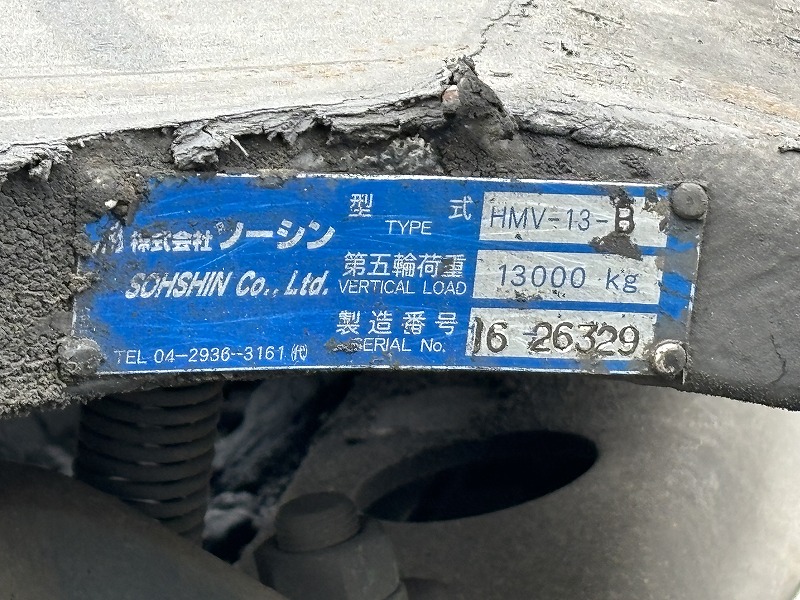 株式会社 ソーシン
SOHSHIN Co., Ltd.
TEL 04-2936-3161 ㈹
型式 HMV-13-B
TYPE
第五輪荷重 13000 kg
VERTICAL LOAD
製造番号 16 26329
SERIAL No.